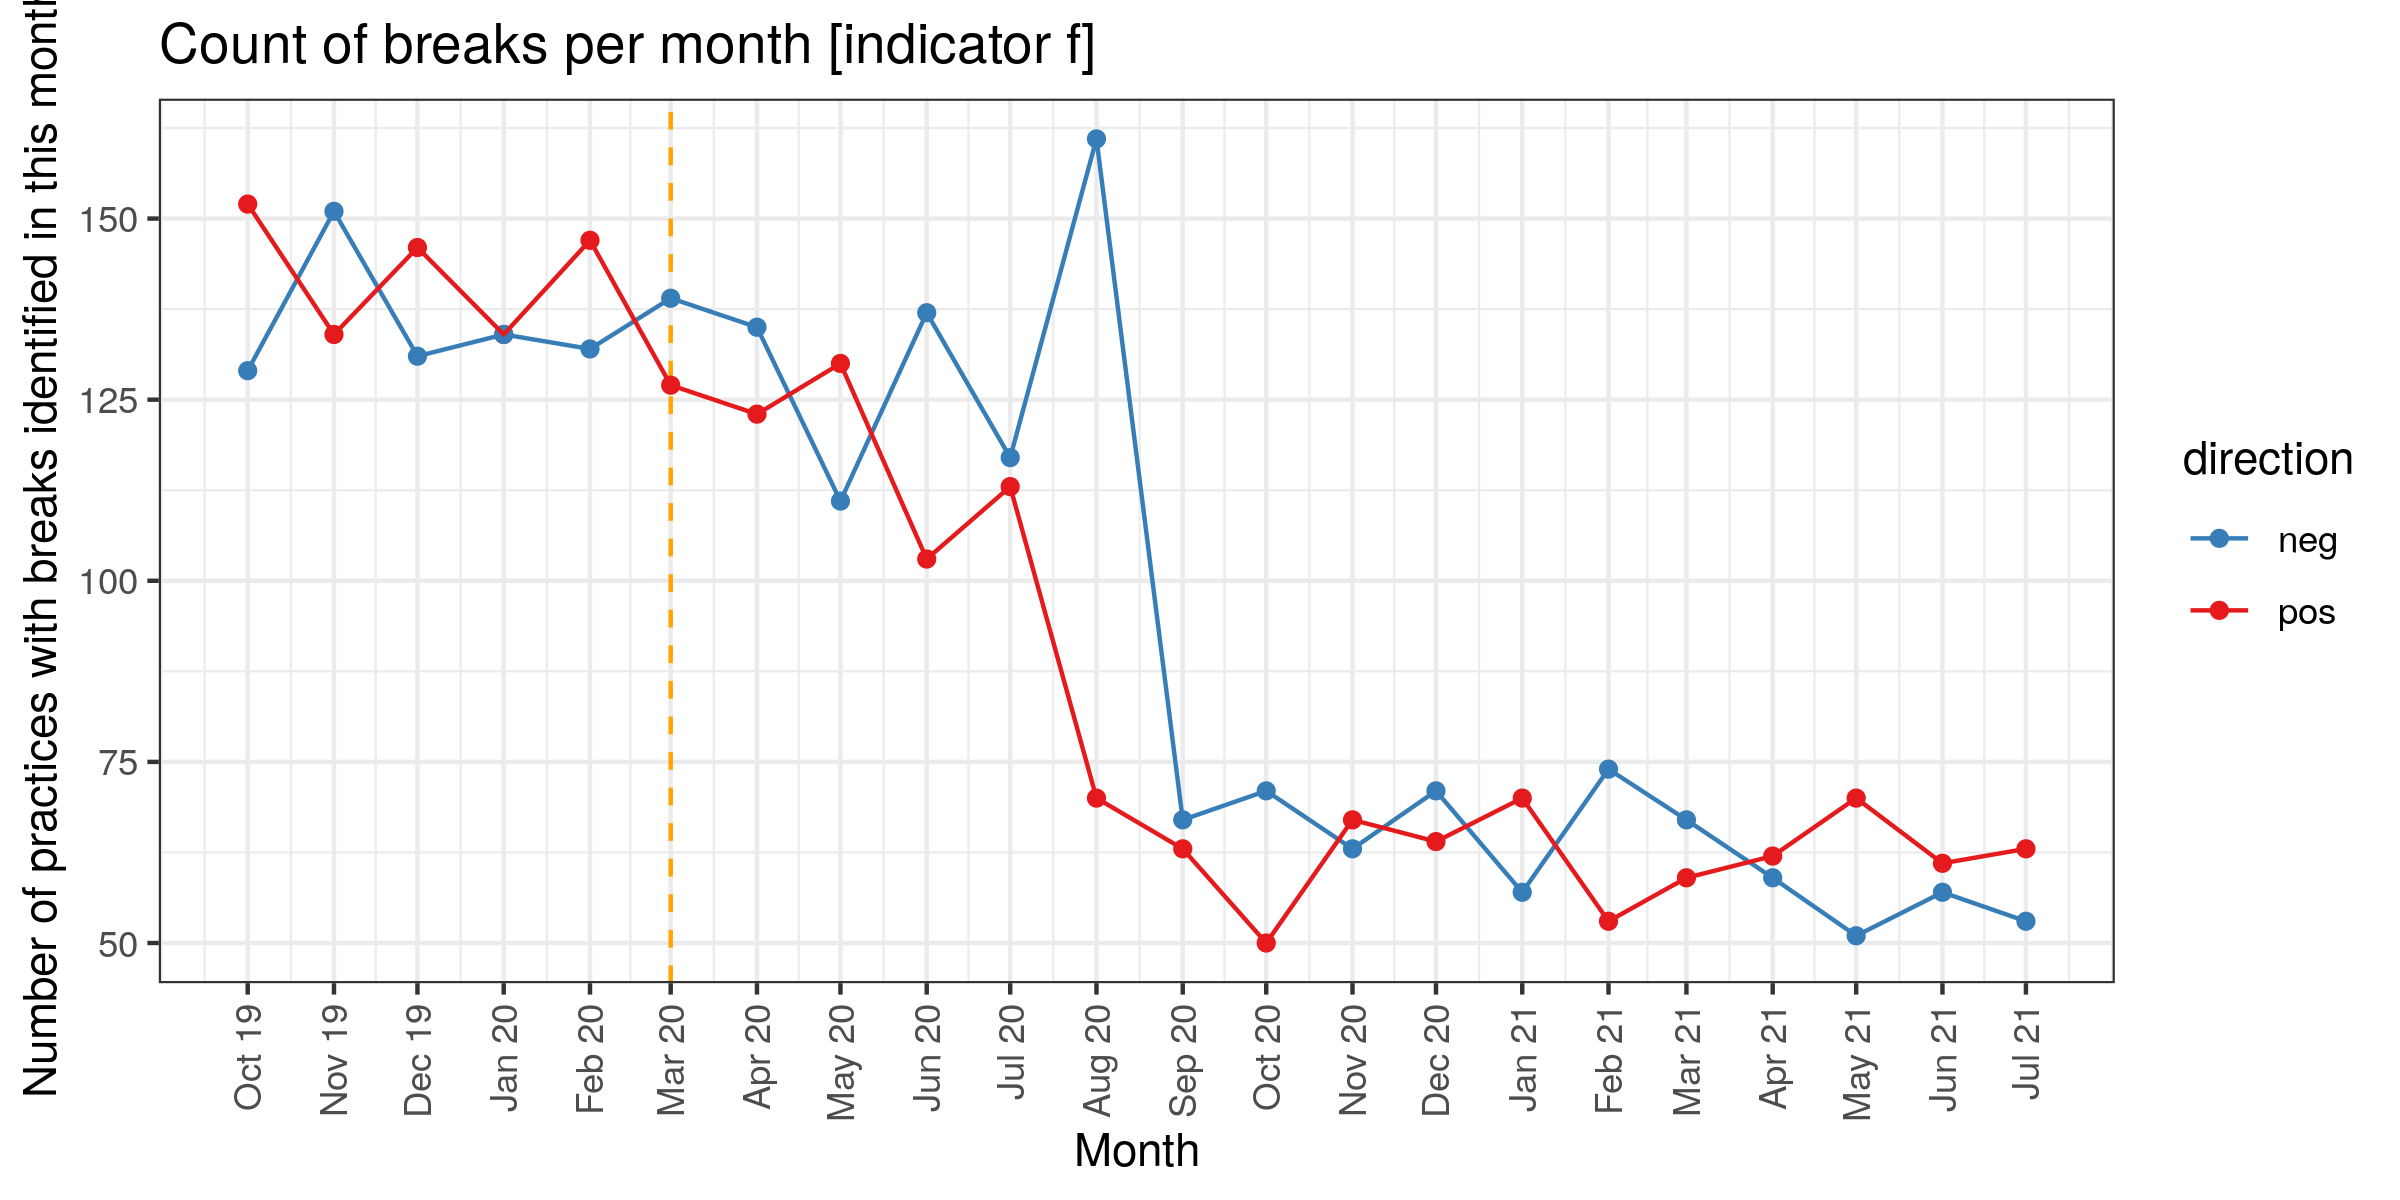 Count of breaks per month [indicator f]
Number of practices with breaks identified in this month
150
125
100
75
50
Oct 19
Nov 19
Dec 19
Jan 20
Feb 20
Mar 20
Apr 20
May 20
Jun 20
Jul 20
Aug 20
Sep 20
Oct 20
Nov 20
Dec 20
Jan 21
Feb 21
Mar 21
Apr 21
May 21
Jun 21
Jul 21
Month
direction
neg
pos